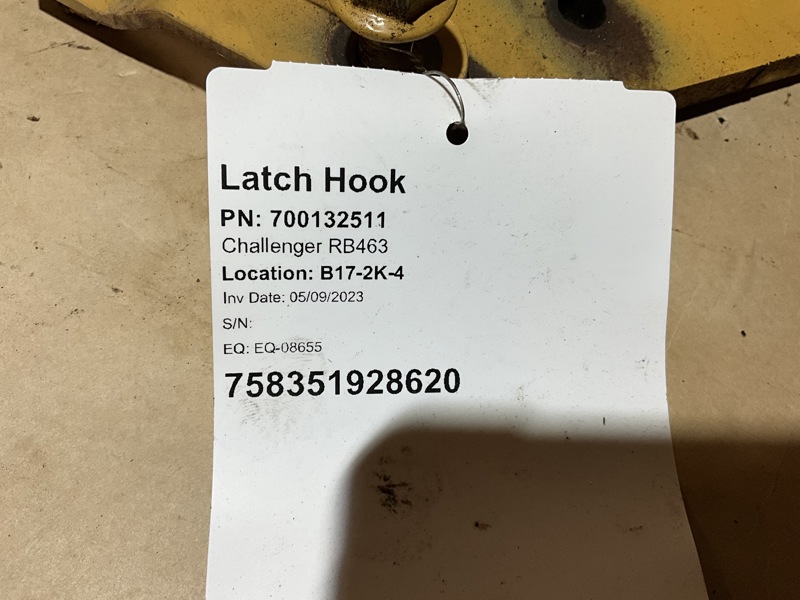 Latch Hook
PN: 700132511
Challenger RB463
Location: B17-2K-4
Inv Date: 05/09/2023
S/N:
EQ: EQ-08655
758351928620